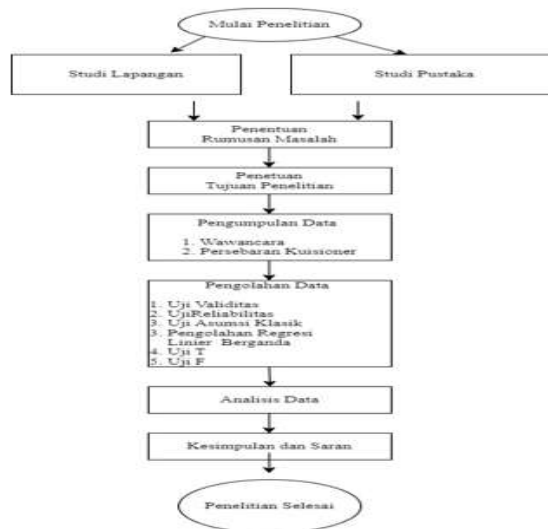 Mulai Penelitian
Studi Lapangan
Studi Pustaka
Penentuan
Rumusan Masalah
Penetuan
Tujuan Penelitian
Pengumpulan Data
1. Wawancara
2. Persebaran Kuisioner
Pengolahan Data
1. Uji Validitas
2. UjiReliabilitas
3. Uji Asumsi Klasik
3. Pengolahan Regresi
Linier Berganda
4. Uji T
5. Uji F
Analisis Data
Kesimpulan dan Saran
Penelitian Selesai